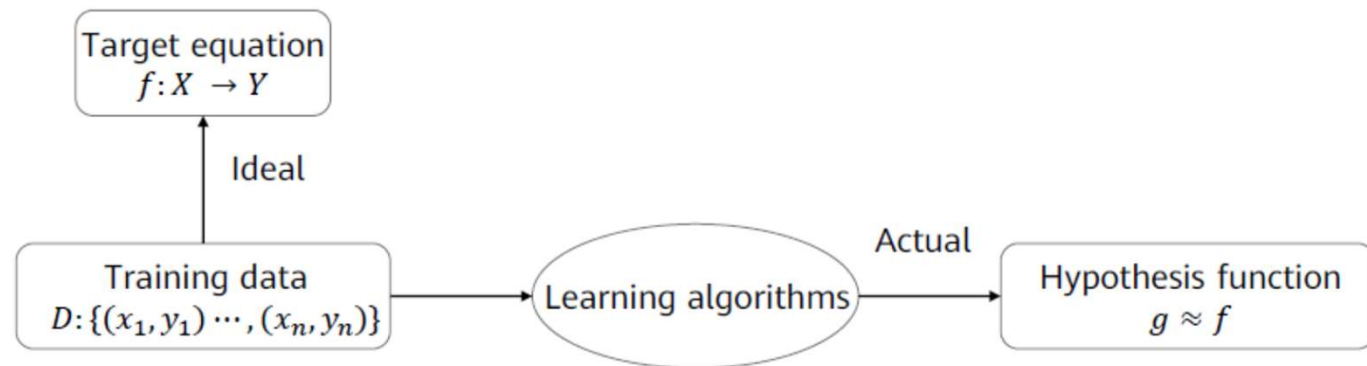 Target equation
f: X → Y
Ideal
Training data
D: {(x₁, y₁) ⋯, (xₙ, yₙ)}
Learning algorithms
Actual
Hypothesis function
g ≈ f